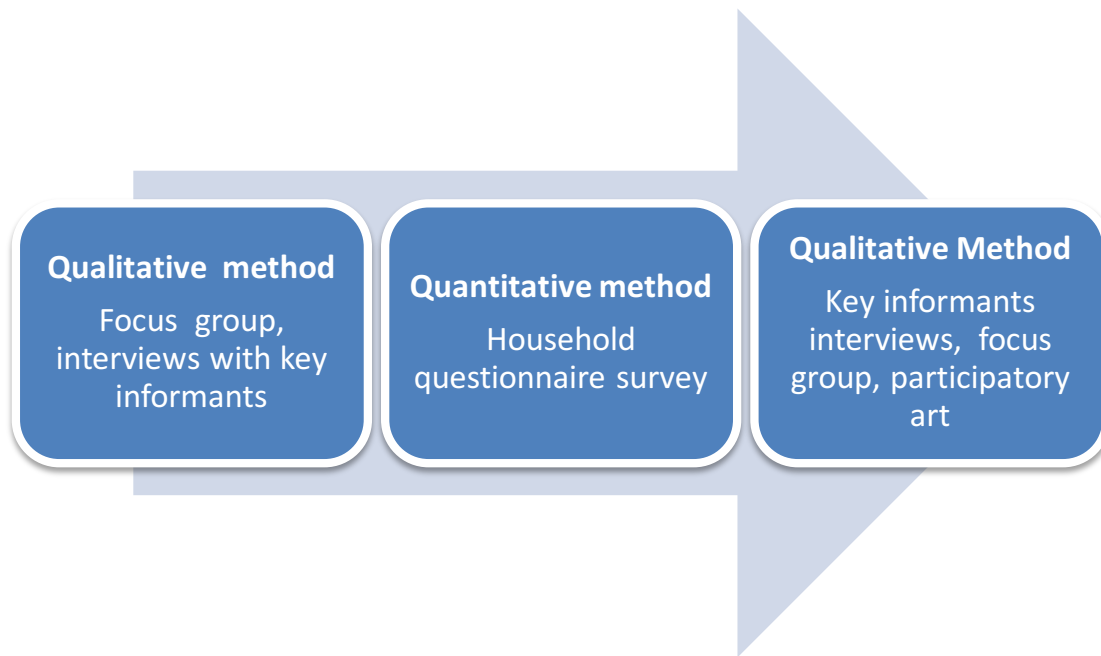 Qualitative  method
Focus  group,
interviews with key
informants
Quantitative method
Household
questionnaire survey
Qualitative Method
Key informants
interviews,  focus
group, participatory
art